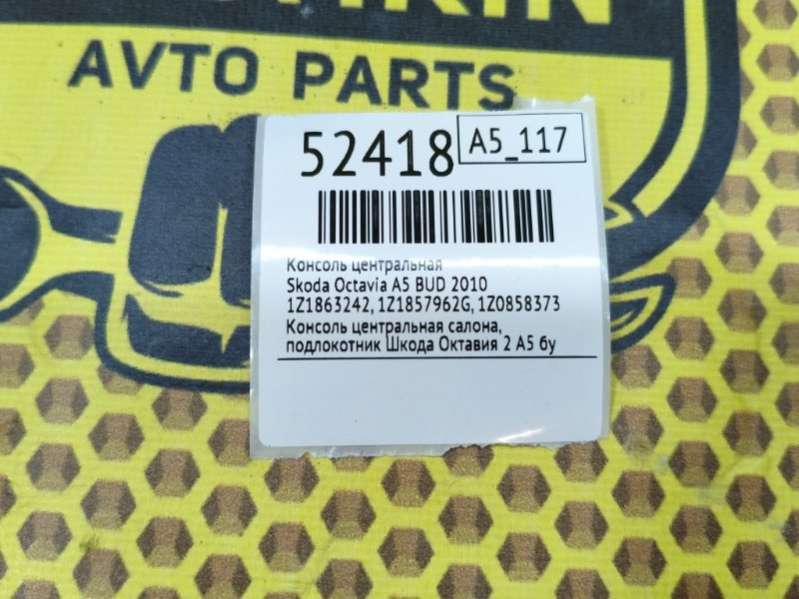 AVTO PARTS
52418
A5_117
Консоль центральная
Skoda Octavia A5 BUD 2010
1Z1863242, 1Z1857962G, 1Z0858373
Консоль центральная салона,
подлокотник Шкода Октавия 2 А5 бу